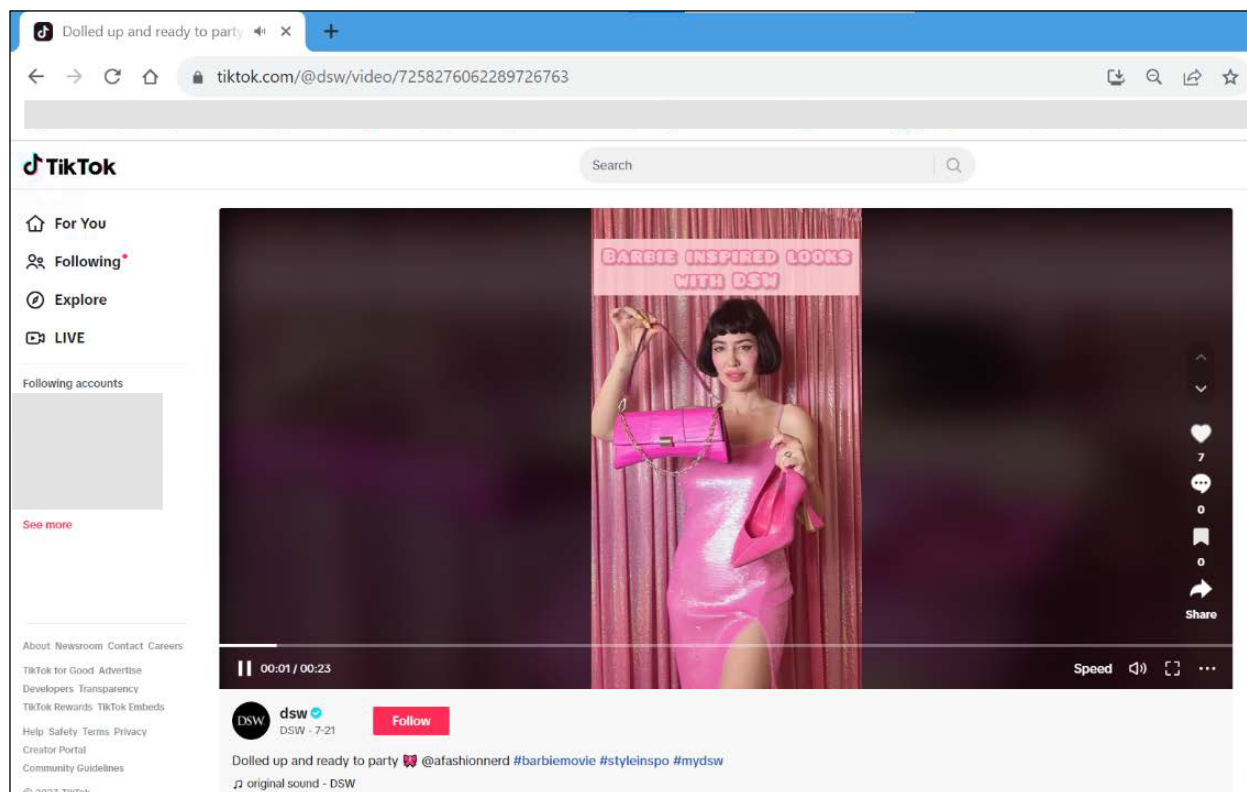 Dolled up and ready to party
tiktok.com/@dsw/video/7258276062289726763
TikTok
Search
For You
Following
Explore
LIVE
Following accounts
See more
About Newsroom Contact Careers
TikTok for Good Advertise
Developers Transparency
TikTok Rewards TikTok Embeds
Help Safety Terms Privacy
Creator Portal
Community Guidelines
© 2023 TikTok
BARBIE INSPIRED LOOKS
WITH DSW
7
0
0
Share
00:01 / 00:23
Speed
DSW
dsw
DSW · 7-21
Follow
Dolled up and ready to party 🎀 @afashionnerd #barbiemovie #styleinspo #mydsw
♫ original sound - DSW